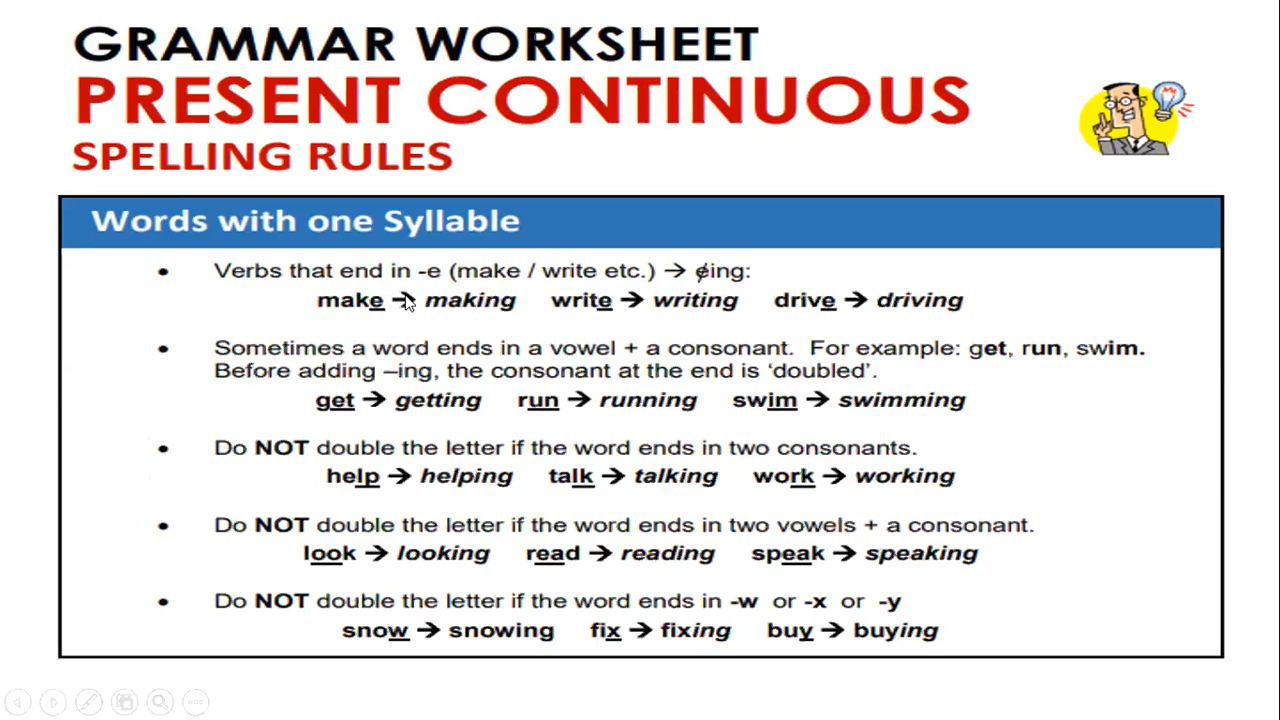 GRAMMAR WORKSHEET
PRESENT CONTINUOUS
SPELLING RULES
Words with one Syllable
• Verbs that end in -e (make / write etc.) → ɇing:
make → making write → writing drive → driving
• Sometimes a word ends in a vowel + a consonant. For example: get, run, swim.
Before adding –ing, the consonant at the end is ‘doubled’.
get → getting run → running swim → swimming
• Do NOT double the letter if the word ends in two consonants.
help → helping talk → talking work → working
• Do NOT double the letter if the word ends in two vowels + a consonant.
look → looking read → reading speak → speaking
• Do NOT double the letter if the word ends in -w or -x or -y
snow → snowing fix → fixing buy → buying